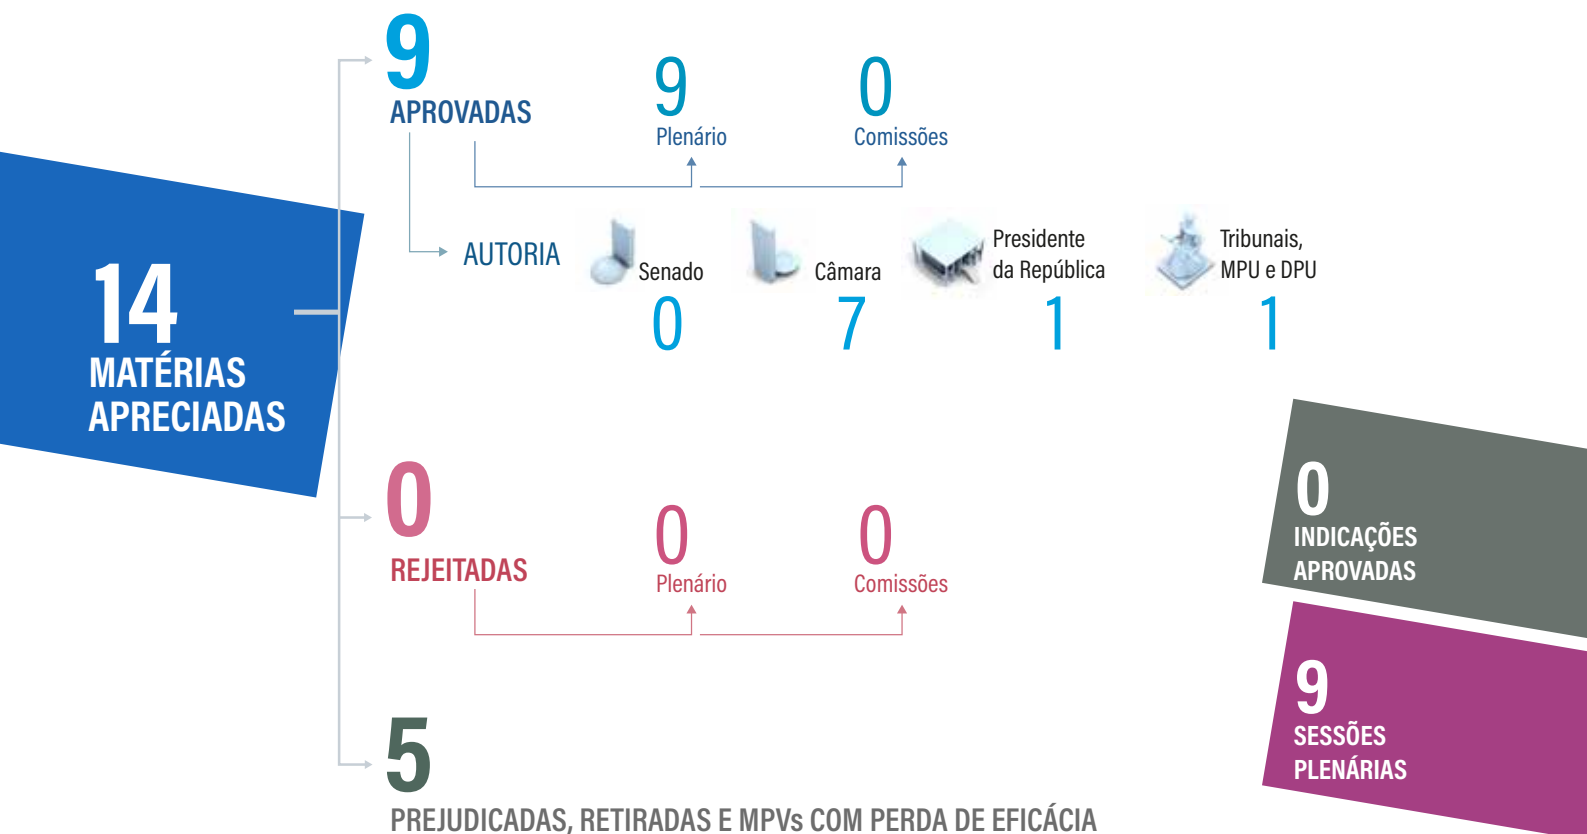 14
MATÉRIAS
APRECIADAS
9
APROVADAS
9
Plenário
0
Comissões
AUTORIA
Senado
0
Câmara
7
Presidente
da República
1
Tribunais,
MPU e DPU
1
0
REJEITADAS
0
Plenário
0
Comissões
5
PREJUDICADAS, RETIRADAS E MPVs COM PERDA DE EFICÁCIA
0
INDICAÇÕES
APROVADAS
9
SESSÕES
PLENÁRIAS